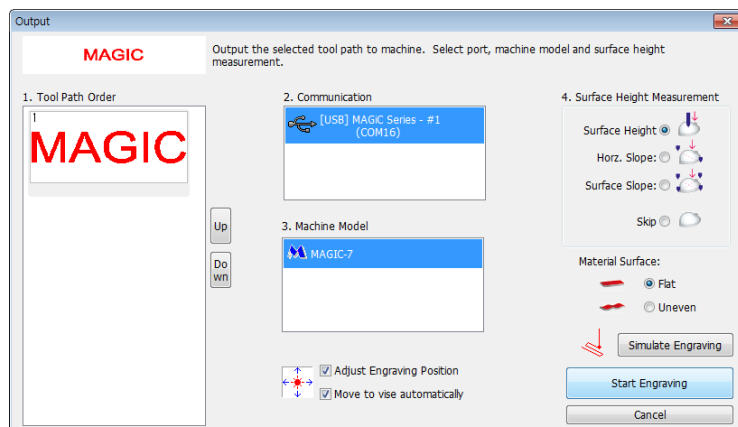 Output
MAGIC
Output the selected tool path to machine. Select port, machine model and surface height
measurement.
1. Tool Path Order
1
MAGIC
Up
Do
wn
2. Communication
[USB] MAGIC Series - #1
(COM16)
3. Machine Model
MAGIC-7
Adjust Engraving Position
Move to vise automatically
4. Surface Height Measurement
Surface Height
Horz. Slope:
Surface Slope:
Skip
Material Surface:
Flat
Uneven
Simulate Engraving
Start Engraving
Cancel